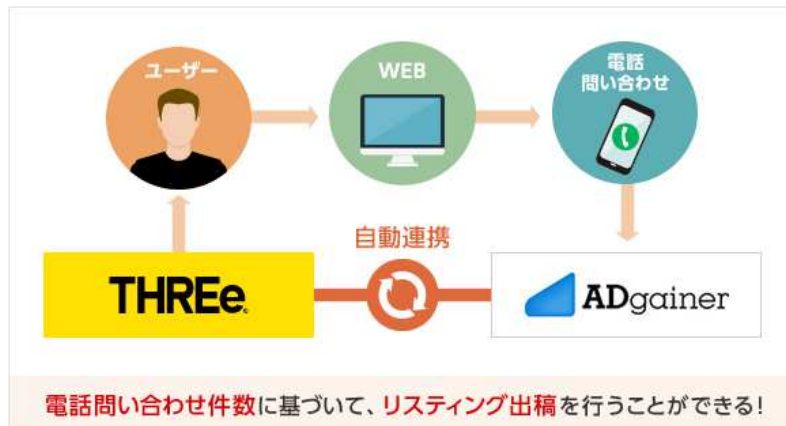 ユーザー
WEB
電話
問い合わせ
自動連携
THREe
ADgainer
電話問い合わせ件数に基づいて、リスティング出稿を行うことができる!